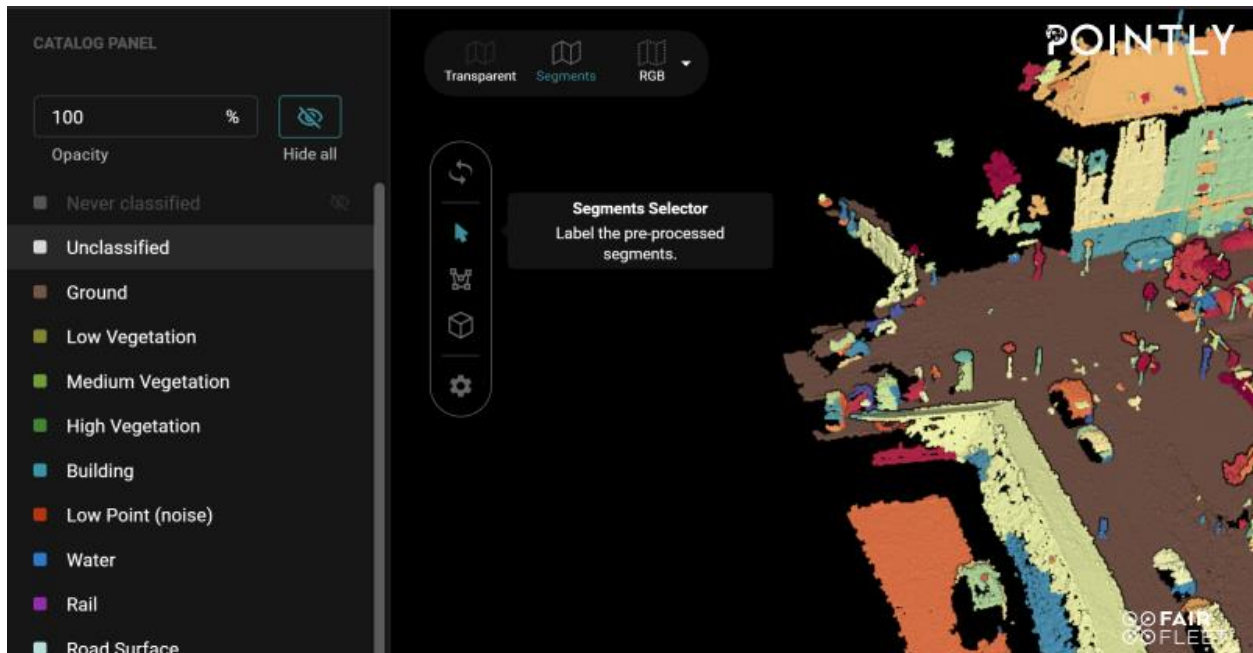 CATALOG PANEL
100 %
Opacity
Hide all
Never classified
Unclassified
Ground
Low Vegetation
Medium Vegetation
High Vegetation
Building
Low Point (noise)
Water
Rail
Road Surface
Transparent
Segments
RGB
Segments Selector
Label the pre-processed
segments.
POINTLY
FAIR
FLEET